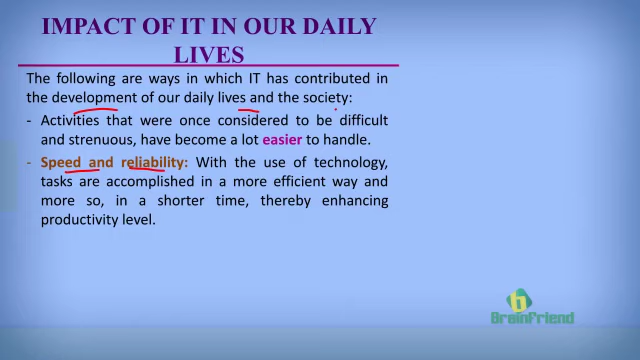 IMPACT OF IT IN OUR DAILY
LIVES
The following are ways in which IT has contributed in
the development of our daily lives and the society:
- Activities that were once considered to be difficult
and strenuous, have become a lot easier to handle.
- Speed and reliability: With the use of technology,
tasks are accomplished in a more efficient way and
more so, in a shorter time, thereby enhancing
productivity level.
b
BrainFriend